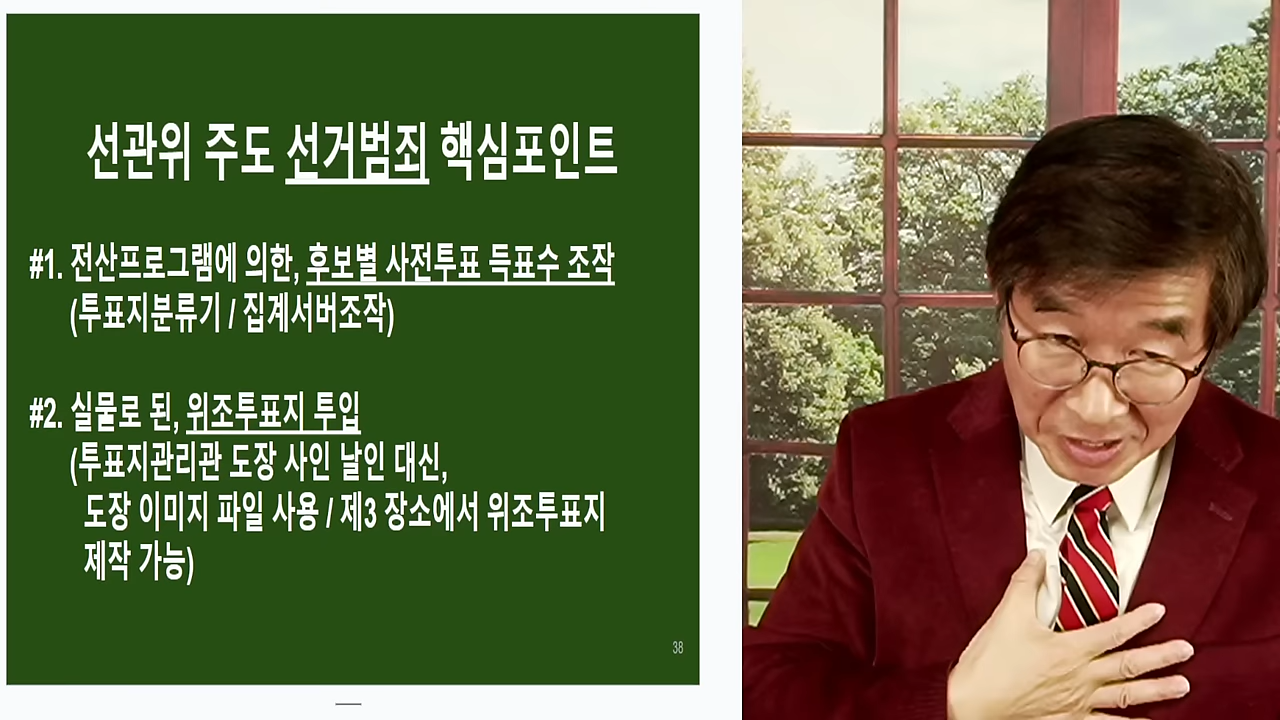 선관위 주도 선거범죄 핵심포인트
#1. 전산프로그램에 의한, 후보별 사전투표 득표수 조작
(투표지분류기 / 집계서버조작)
#2. 실물로 된, 위조투표지 투입
(투표지관리관 도장 사인 날인 대신,
도장 이미지 파일 사용 / 제3 장소에서 위조투표지
제작 가능)
38